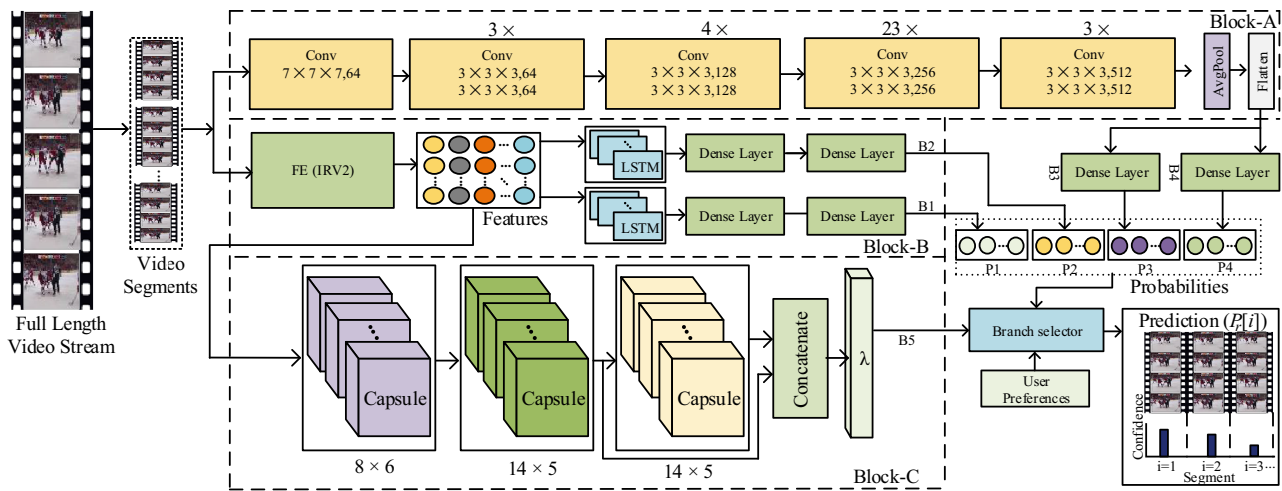 Full Length
Video Stream
Video
Segments
Block-A
Conv
7 × 7 × 7,64
3 ×
Conv
3 × 3 × 3,64
3 × 3 × 3,64
4 ×
Conv
3 × 3 × 3,128
3 × 3 × 3,128
23 ×
Conv
3 × 3 × 3,256
3 × 3 × 3,256
3 ×
Conv
3 × 3 × 3,512
3 × 3 × 3,512
AvgPool
Flatten
FE (IRV2)
Features
LSTM
Dense Layer
Dense Layer
B2
LSTM
Dense Layer
Dense Layer
B1
Block-B
B3
Dense Layer
B4
Dense Layer
P1
P2
P3
P4
Probabilities
Capsule
8 × 6
Capsule
14 × 5
Capsule
14 × 5
Concatenate
λ
B5
Block-C
Branch selector
User
Preferences
Prediction (Pr[i])
Confidence
i=1
i=2
i=3...
Segment